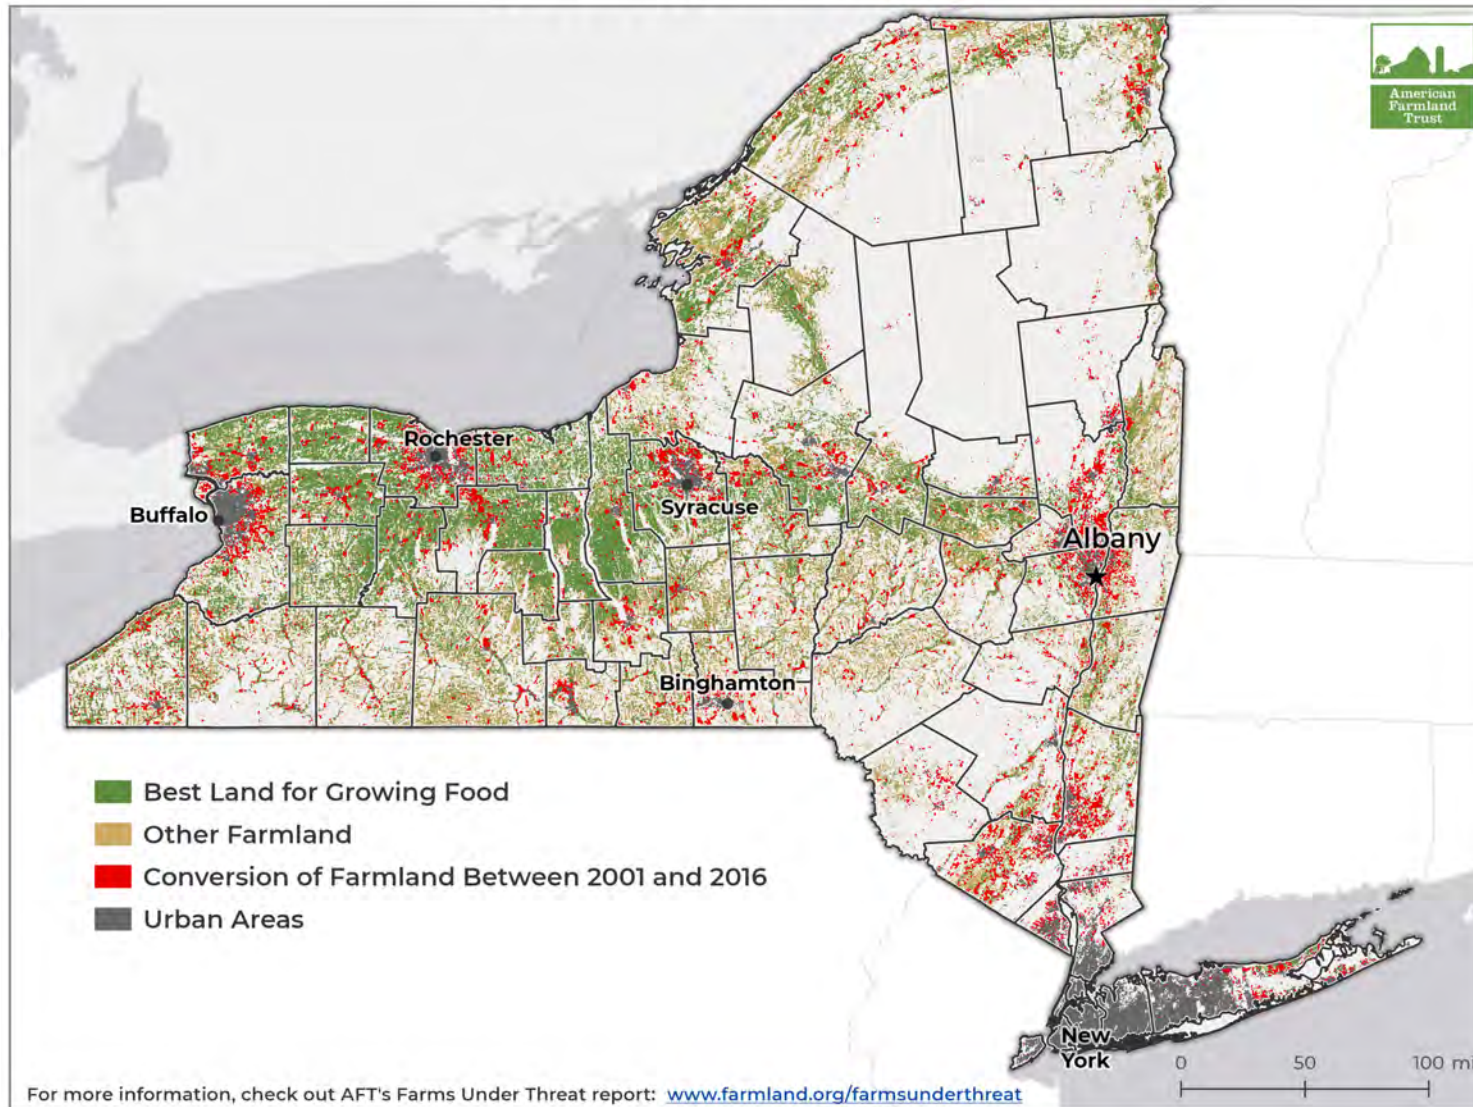 American
Farmland
Trust
Rochester
Buffalo
Syracuse
Albany
Binghamton
Best Land for Growing Food
Other Farmland
Conversion of Farmland Between 2001 and 2016
Urban Areas
New
York
0 50 100 mi
For more information, check out AFT's Farms Under Threat report: www.farmland.org/farmsunderthreat